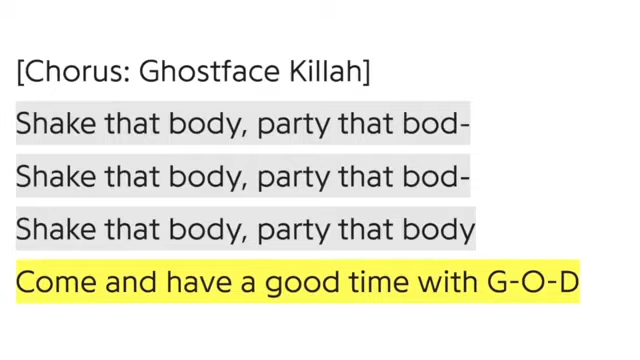 [Chorus: Ghostface Killah]
Shake that body, party that bod-
Shake that body, party that bod-
Shake that body, party that body
Come and have a good time with G-O-D